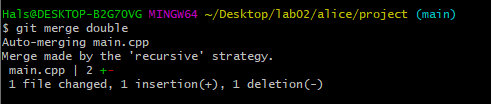 Hals@DESKTOP-B2G7OVG MINGW64 ~/Desktop/lab02/alice/project (main)
$ git merge double
Auto-merging main.cpp
Merge made by the 'recursive' strategy.
 main.cpp | 2 +-
 1 file changed, 1 insertion(+), 1 deletion(-)